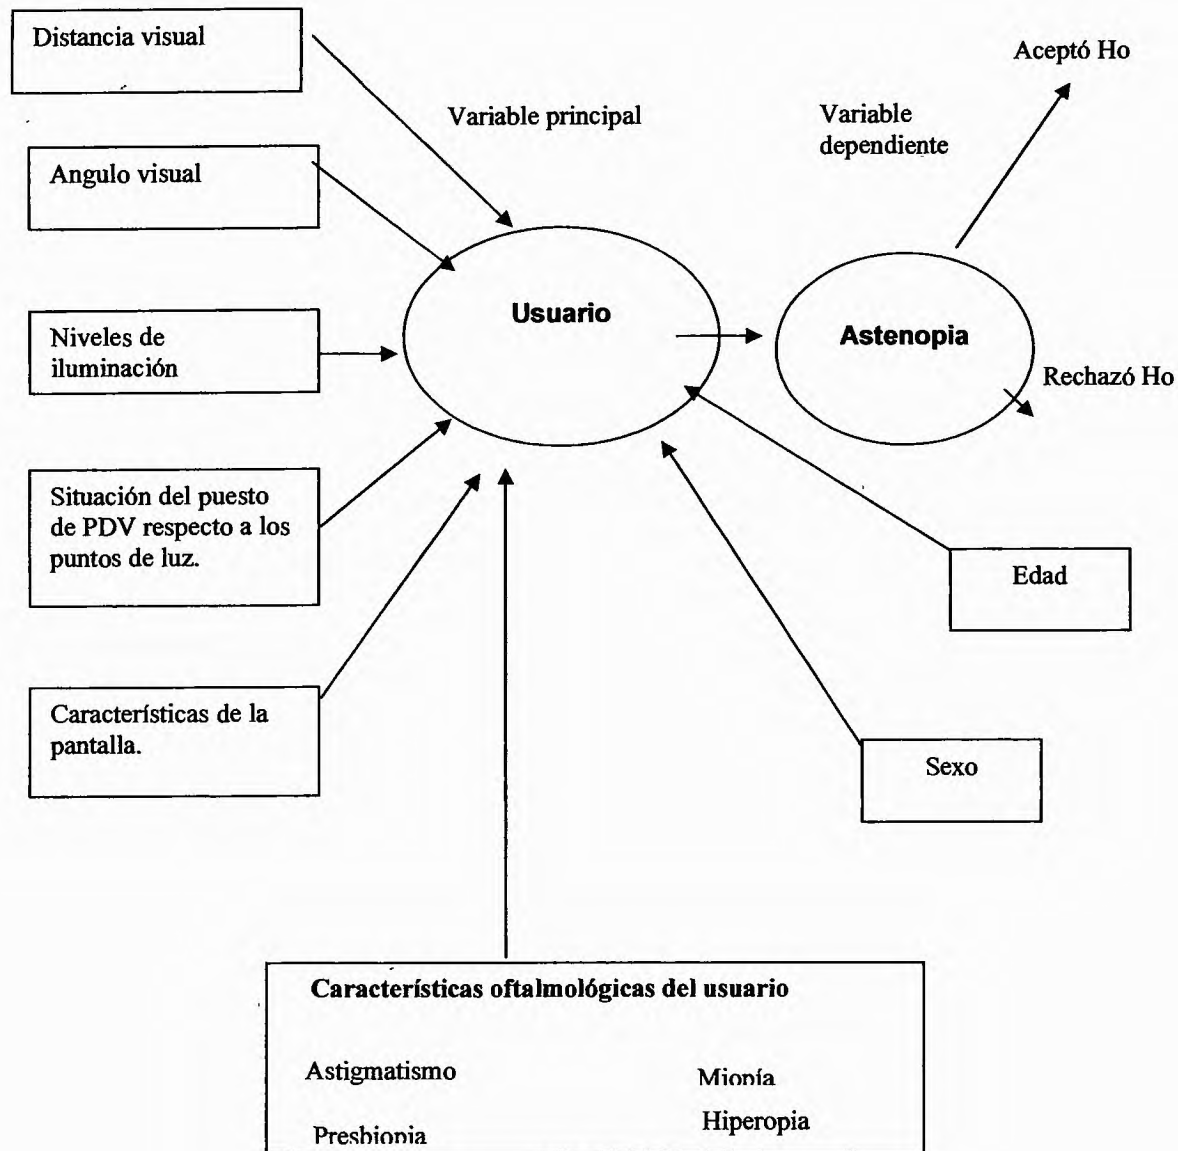 Distancia visual
Aceptó Ho
Variable principal
Variable
dependiente
Angulo visual
Usuario
Astenopia
Niveles de
iluminación
Rechazó Ho
Situación del puesto
de PDV respecto a los
puntos de luz.
Edad
Características de la
pantalla.
Sexo
Características oftalmológicas del usuario
Astigmatismo
Miopía
Hiperopia
Presbiopia